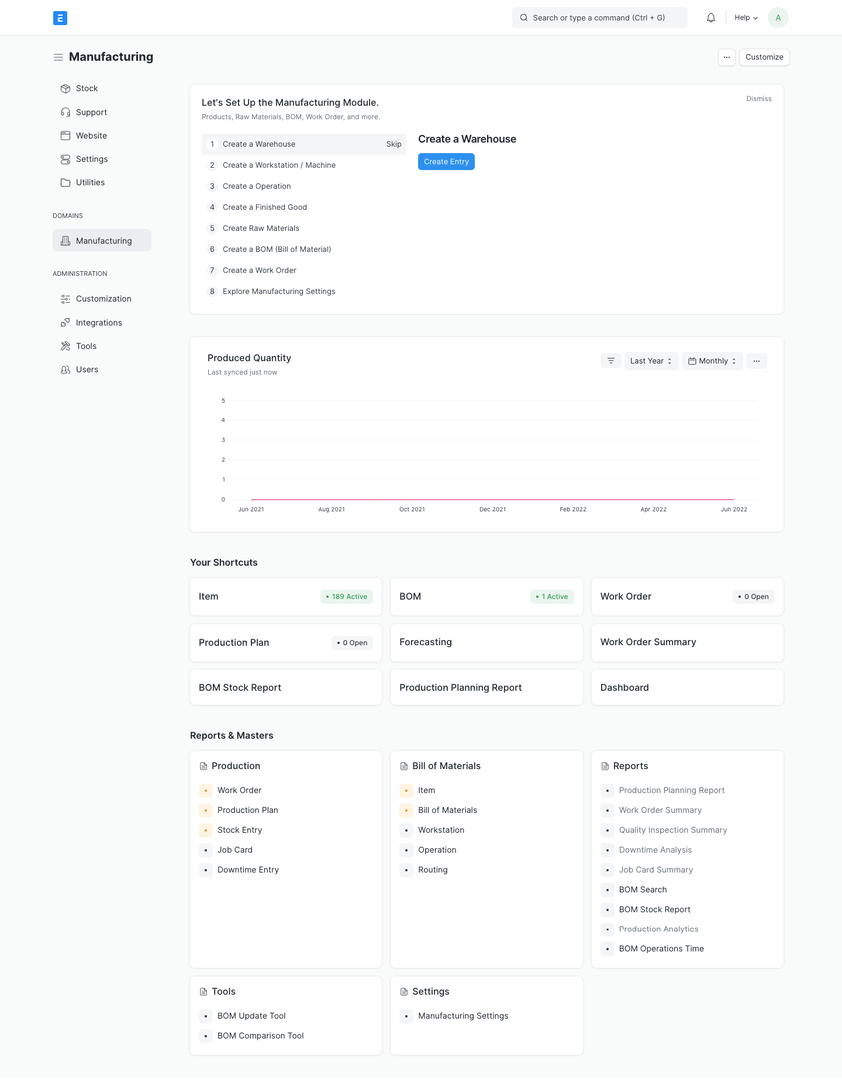 E
Search or type a command (Ctrl + G)
Help
A
Manufacturing
Customize
Stock
Support
Website
Settings
Utilities
DOMAINS
Manufacturing
ADMINISTRATION
Customization
Integrations
Tools
Users
Let's Set Up the Manufacturing Module.
Dismiss
Products, Raw Materials, BOM, Work Order, and more.
1 Create a Warehouse Skip
2 Create a Workstation / Machine
3 Create a Operation
4 Create a Finished Good
5 Create Raw Materials
6 Create a BOM (Bill of Material)
7 Create a Work Order
8 Explore Manufacturing Settings
Create a Warehouse
Create Entry
Produced Quantity
Last synced just now
Last Year
Monthly
5
4
3
2
1
0
Jun 2021 Aug 2021 Oct 2021 Dec 2021 Feb 2022 Apr 2022 Jun 2022
Your Shortcuts
Item • 189 Active
BOM • 1 Active
Work Order • 0 Open
Production Plan • 0 Open
Forecasting
Work Order Summary
BOM Stock Report
Production Planning Report
Dashboard
Reports & Masters
Production
Work Order
Production Plan
Stock Entry
Job Card
Downtime Entry
Bill of Materials
Item
Bill of Materials
Workstation
Operation
Routing
Reports
Production Planning Report
Work Order Summary
Quality Inspection Summary
Downtime Analysis
Job Card Summary
BOM Search
BOM Stock Report
Production Analytics
BOM Operations Time
Tools
BOM Update Tool
BOM Comparison Tool
Settings
Manufacturing Settings